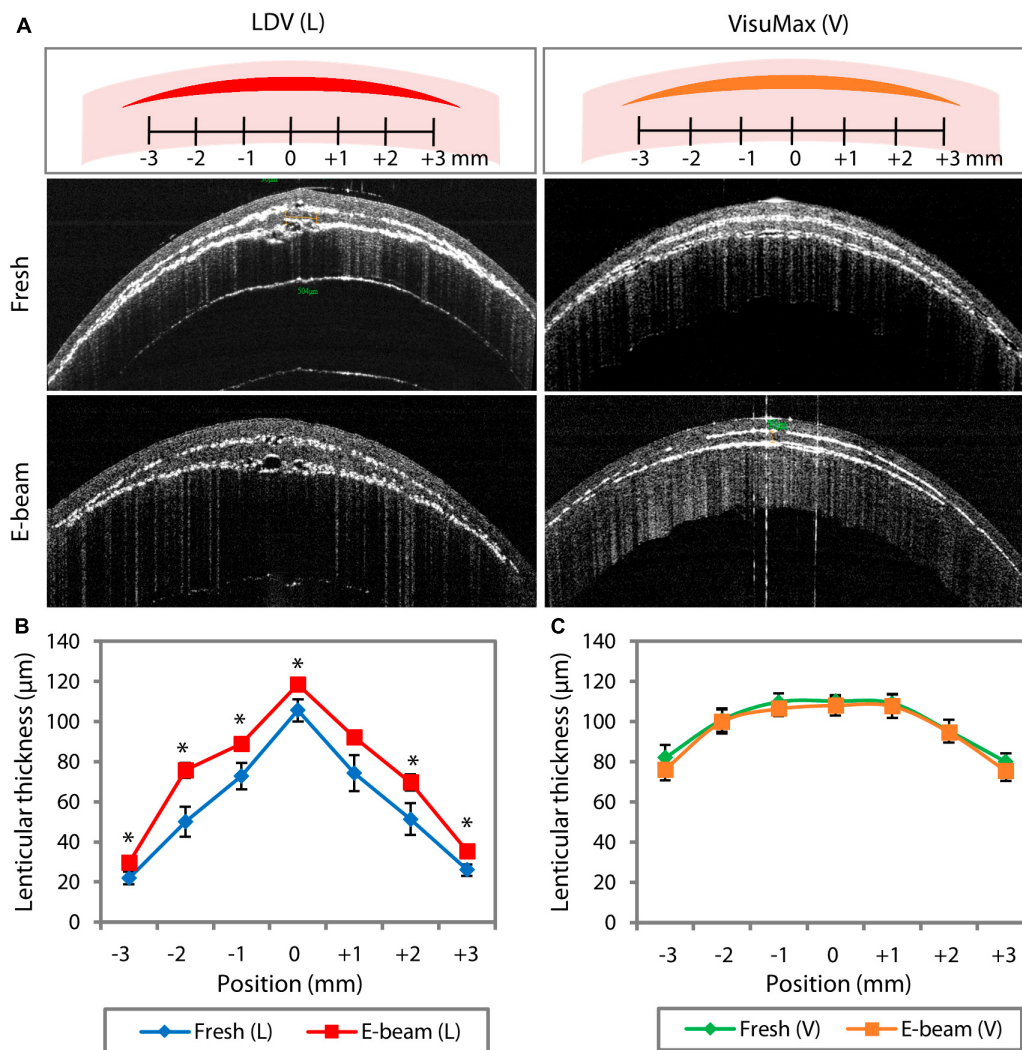 A
LDV (L)
VisuMax (V)
-3 -2 -1 0 +1 +2 +3 mm
-3 -2 -1 0 +1 +2 +3 mm
Fresh
504μm
E-beam
B
C
Lenticular thickness (μm)
140
120
100
80
60
40
20
0
* * * * * *
-3 -2 -1 0 +1 +2 +3
Position (mm)
Fresh (L) E-beam (L)
Lenticular thickness (μm)
140
120
100
80
60
40
20
0
-3 -2 -1 0 +1 +2 +3
Position (mm)
Fresh (V) E-beam (V)